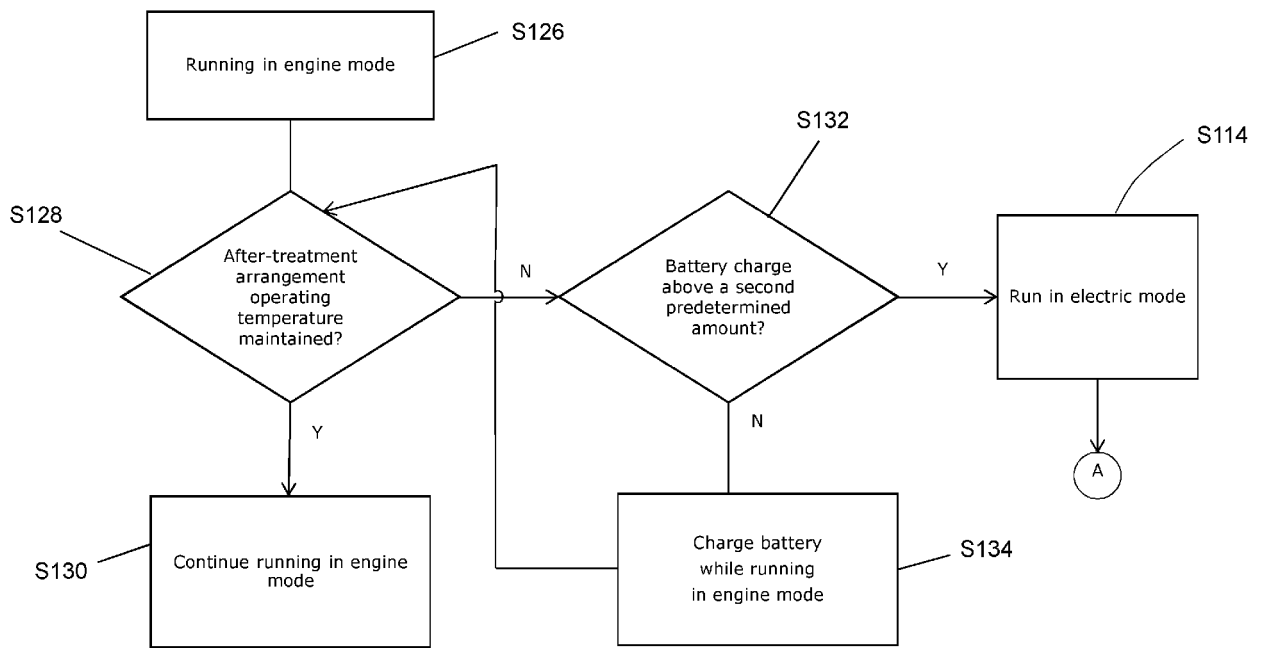 S126
Running in engine mode
S132
S114
S128
After-treatment
arrangement
operating
temperature
maintained?
N
Battery charge
above a second
predetermined
amount?
Y
Run in electric mode
Y
N
A
S130
Continue running in engine
mode
Charge battery
while running
in engine mode
S134